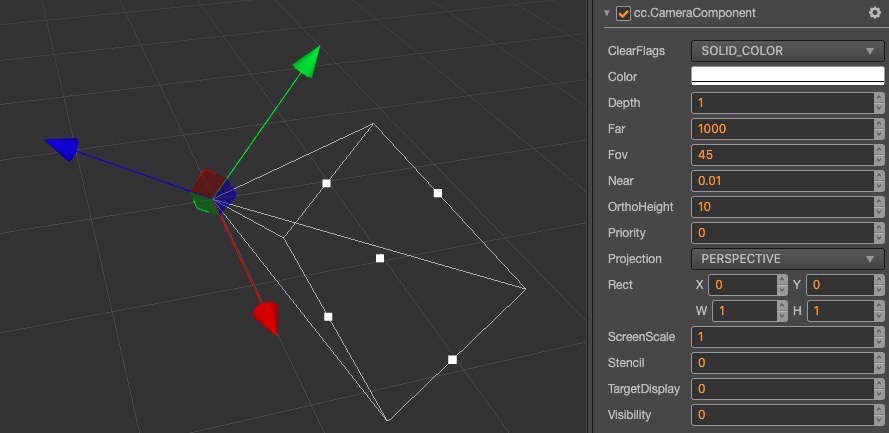 cc.CameraComponent
ClearFlags SOLID_COLOR
Color
Depth 1
Far 1000
Fov 45
Near 0.01
OrthoHeight 10
Priority 0
Projection PERSPECTIVE
Rect X 0 Y 0
W 1 H 1
ScreenScale 1
Stencil 0
TargetDisplay 0
Visibility 0